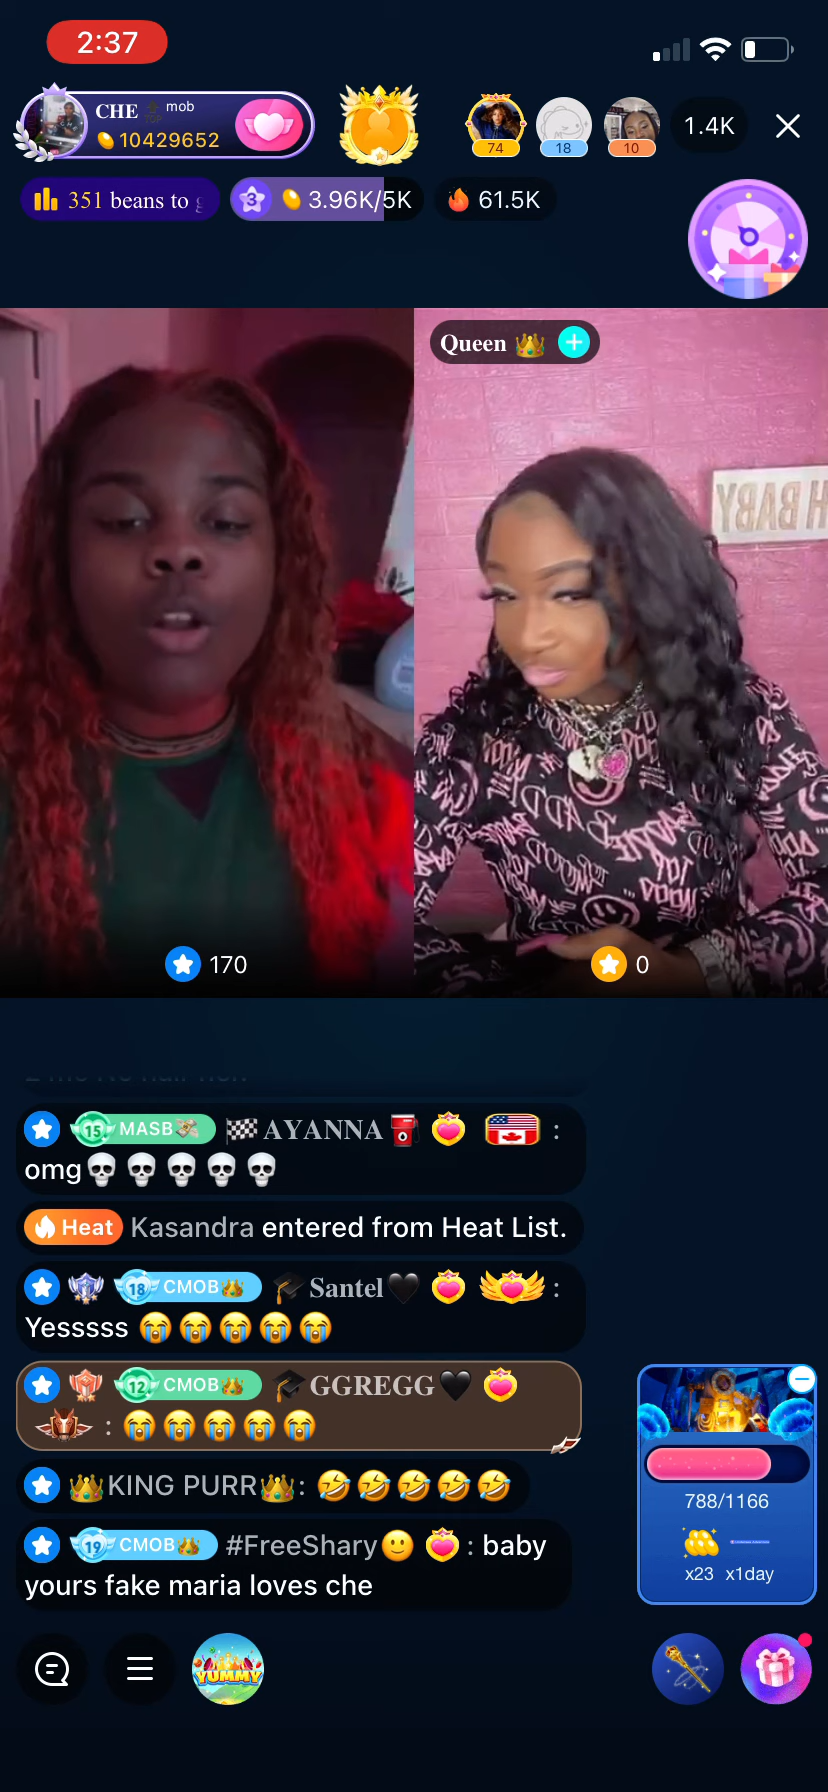 2:37
CHE TOP mob
10429652
74
18
10
1.4K
351 beans to
3
3.96K/5K
61.5K
Queen 👑
H BABY
170
0
15 MASB💸 🏁AYANNA⛽ :
omg💀💀💀💀💀
Heat Kasandra entered from Heat List.
18 CMOB👑 🎓Santel🖤 :
Yesssss 😭😭😭😭😭
12 CMOB👑 🎓GGREGG🖤
: 😭😭😭😭😭
👑KING PURR👑: 🤣🤣🤣🤣🤣
19 CMOB👑 #FreeShary🙂 : baby
yours fake maria loves che
788/1166
x23 x1day
YUMMY